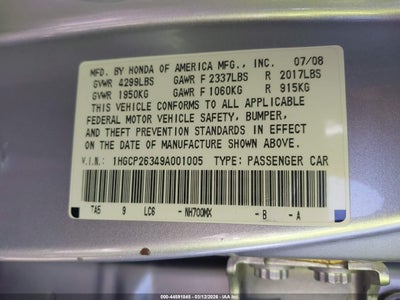 MFD. BY HONDA OF AMERICA MFG., INC. 07/08
GVWR 4299LBS GAWR F 2337LBS R 2017LBS
GVWR 1950KG GAWR F 1060KG R 915KG
THIS VEHICLE CONFORMS TO ALL APPLICABLE
FEDERAL MOTOR VEHICLE SAFETY, BUMPER,
AND THEFT PREVENTION STANDARDS IN EFFECT
ON THE DATE OF MANUFACTURE SHOWN ABOVE.
V.I.N.: 1HGCP26349A001005 TYPE: PASSENGER CAR
TA5 9 LC6 - NH700MX - B - A
000-44691845 - 03/12/2026 - IAA Inc.